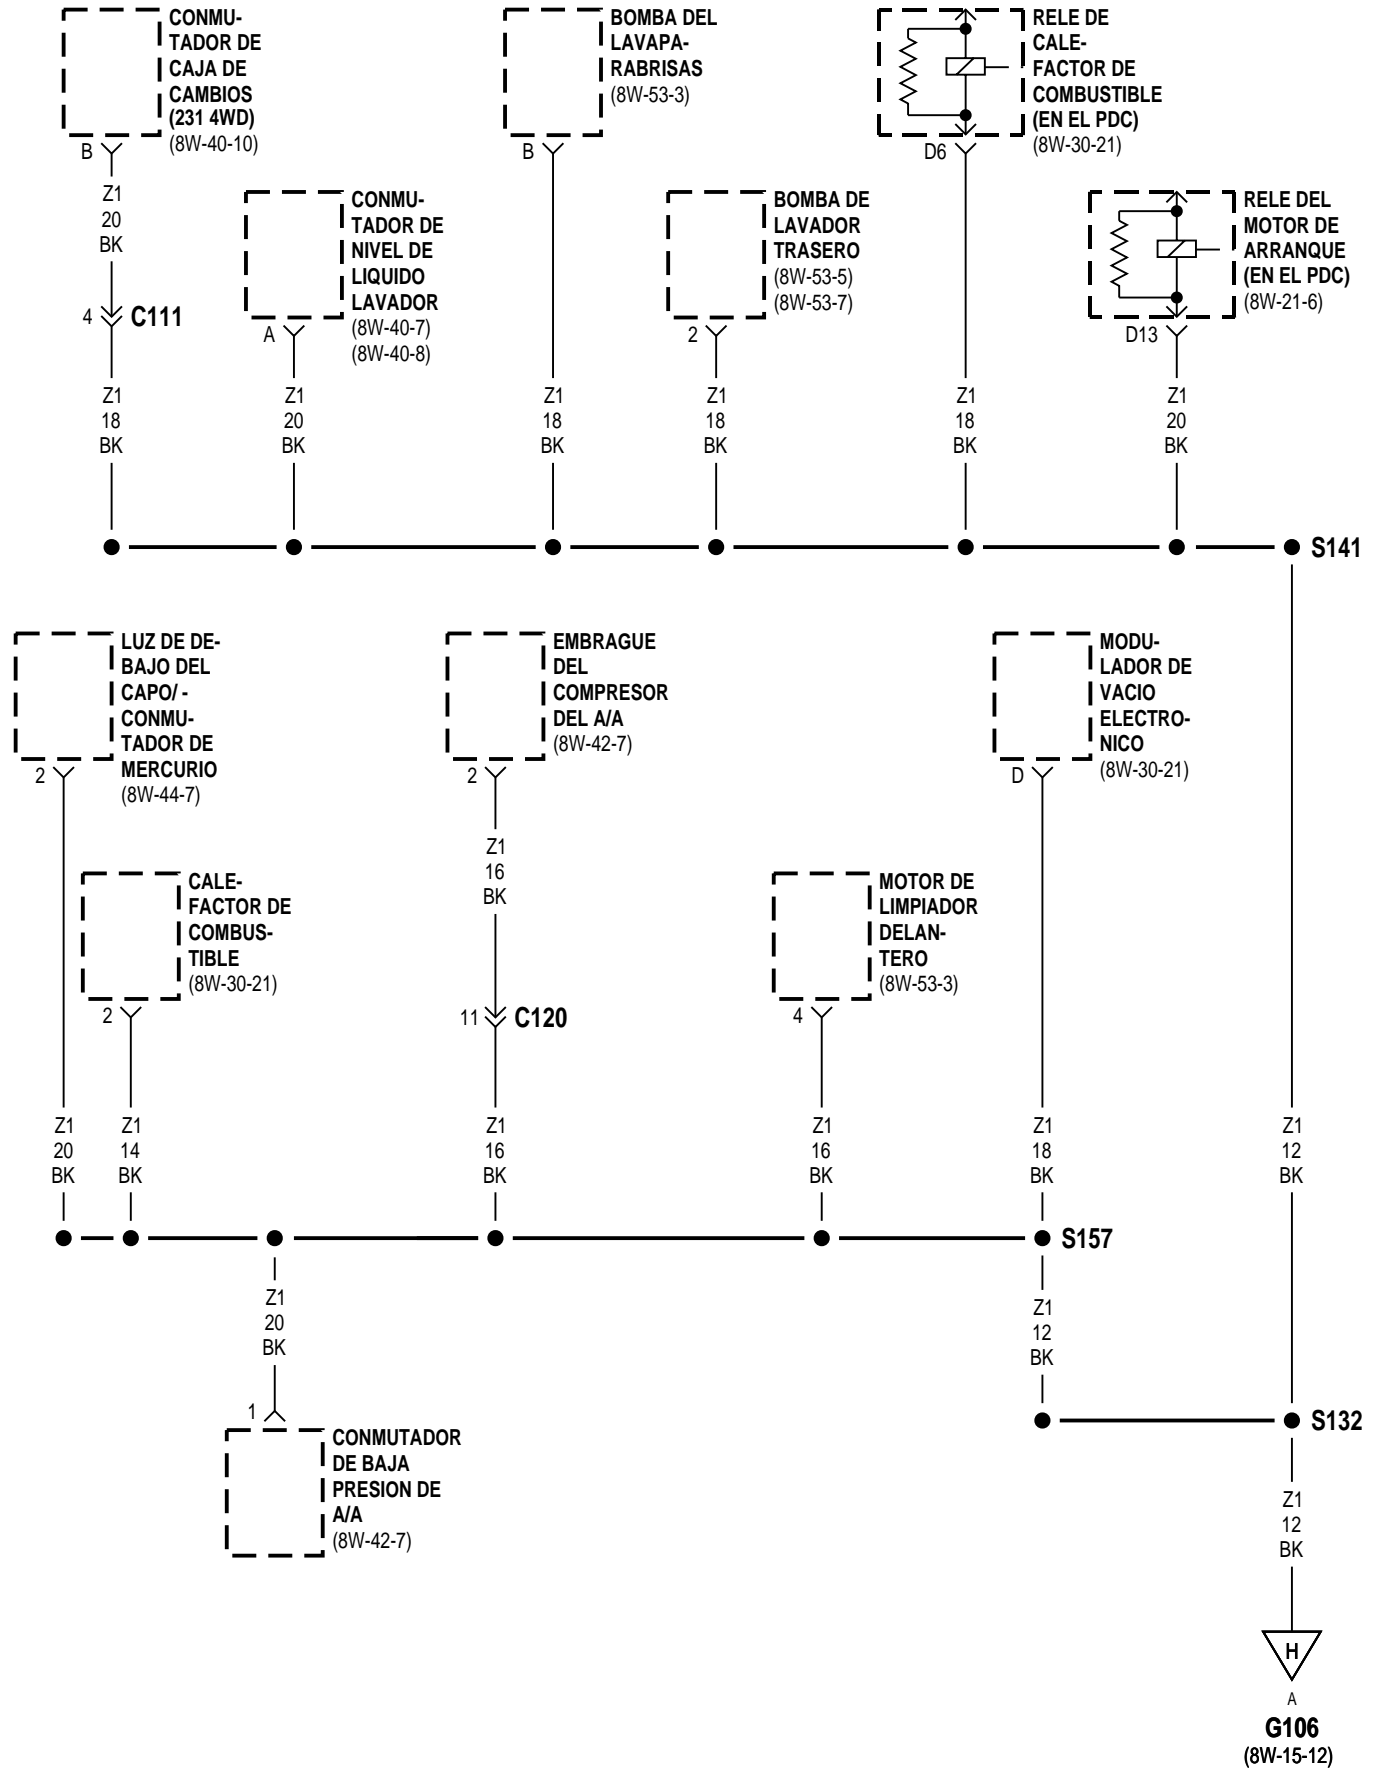 CONMU-
TADOR DE
CAJA DE
CAMBIOS
(231 4WD)
(8W-40-10)
B
Z1
20
BK
4
C111
Z1
18
BK
CONMU-
TADOR DE
NIVEL DE
LIQUIDO
LAVADOR
(8W-40-7)
(8W-40-8)
A
Z1
20
BK
BOMBA DEL
LAVAPA-
RABRISAS
(8W-53-3)
B
Z1
18
BK
BOMBA DE
LAVADOR
TRASERO
(8W-53-5)
(8W-53-7)
2
Z1
18
BK
RELE DE
CALE-
FACTOR DE
COMBUSTIBLE
(EN EL PDC)
(8W-30-21)
D6
Z1
18
BK
RELE DEL
MOTOR DE
ARRANQUE
(EN EL PDC)
(8W-21-6)
D13
Z1
20
BK
S141
LUZ DE DE-
BAJO DEL
CAPO/ -
CONMU-
TADOR DE
MERCURIO
(8W-44-7)
2
Z1
20
BK
CALE-
FACTOR DE
COMBUS-
TIBLE
(8W-30-21)
2
Z1
14
BK
EMBRAGUE
DEL
COMPRESOR
DEL A/A
(8W-42-7)
2
Z1
16
BK
11
C120
Z1
16
BK
MOTOR DE
LIMPIADOR
DELAN-
TERO
(8W-53-3)
4
Z1
16
BK
MODU-
LADOR DE
VACIO
ELECTRO-
NICO
(8W-30-21)
D
Z1
18
BK
Z1
12
BK
S157
Z1
20
BK
1
CONMUTADOR
DE BAJA
PRESION DE
A/A
(8W-42-7)
Z1
12
BK
S132
Z1
12
BK
H
A
G106
(8W-15-12)